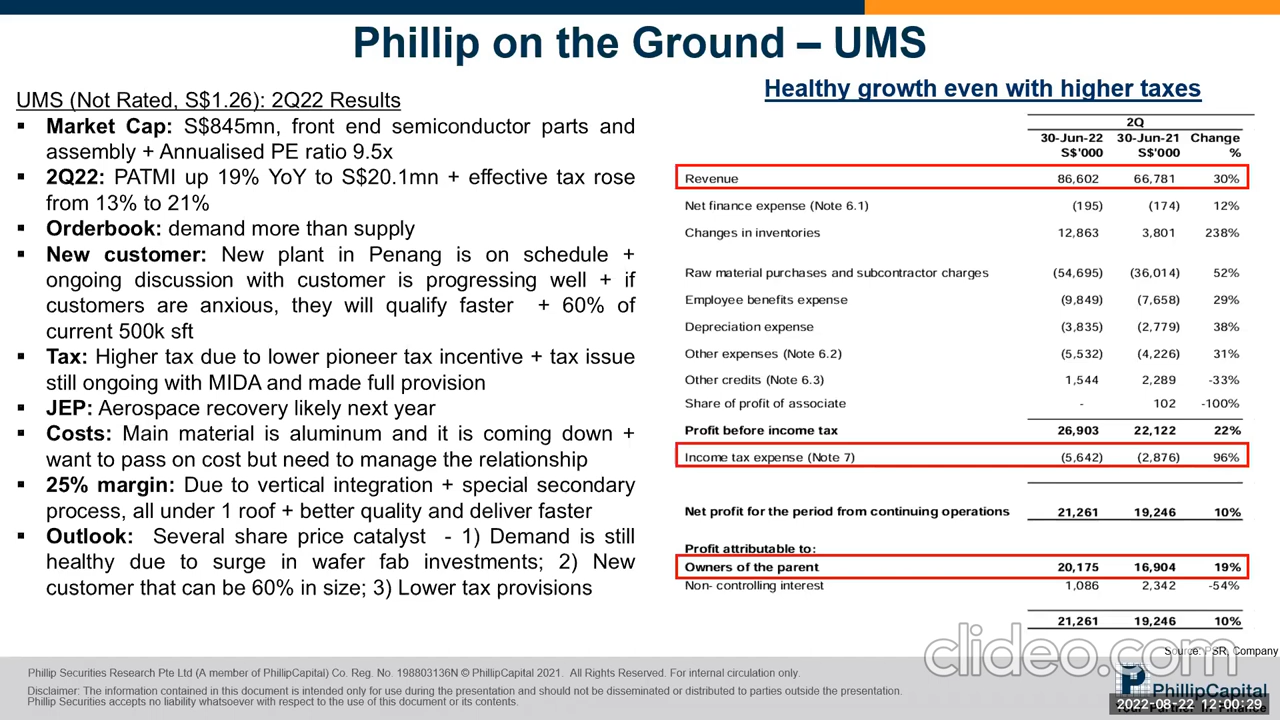 Phillip on the Ground – UMS
UMS (Not Rated, S$1.26): 2Q22 Results
▪ Market Cap: S$845mn, front end semiconductor parts and
assembly + Annualised PE ratio 9.5x
▪ 2Q22: PATMI up 19% YoY to S$20.1mn + effective tax rose
from 13% to 21%
▪ Orderbook: demand more than supply
▪ New customer: New plant in Penang is on schedule +
ongoing discussion with customer is progressing well + if
customers are anxious, they will qualify faster + 60% of
current 500k sft
▪ Tax: Higher tax due to lower pioneer tax incentive + tax issue
still ongoing with MIDA and made full provision
▪ JEP: Aerospace recovery likely next year
▪ Costs: Main material is aluminum and it is coming down +
want to pass on cost but need to manage the relationship
▪ 25% margin: Due to vertical integration + special secondary
process, all under 1 roof + better quality and deliver faster
▪ Outlook: Several share price catalyst - 1) Demand is still
healthy due to surge in wafer fab investments; 2) New
customer that can be 60% in size; 3) Lower tax provisions
Healthy growth even with higher taxes
2Q
30-Jun-22 30-Jun-21 Change
S$'000 S$'000 %
Revenue 86,602 66,781 30%
Net finance expense (Note 6.1) (195) (174) 12%
Changes in inventories 12,863 3,801 238%
Raw material purchases and subcontractor charges (54,695) (36,014) 52%
Employee benefits expense (9,849) (7,658) 29%
Depreciation expense (3,835) (2,779) 38%
Other expenses (Note 6.2) (5,532) (4,226) 31%
Other credits (Note 6.3) 1,544 2,289 -33%
Share of profit of associate - 102 -100%
Profit before income tax 26,903 22,122 22%
Income tax expense (Note 7) (5,642) (2,876) 96%
Net profit for the period from continuing operations 21,261 19,246 10%
Profit attributable to:
Owners of the parent 20,175 16,904 19%
Non- controlling interest 1,086 2,342 -54%
21,261 19,246 10%
Source: PSR, Company
clideo.com
Phillip Securities Research Pte Ltd (A member of PhillipCapital) Co. Reg. No. 198803136N © PhillipCapital 2021. All Rights Reserved. For internal circulation only.
Disclaimer: The information contained in this document is intended only for use during the presentation and should not be disseminated or distributed to parties outside the presentation.
Phillip Securities accepts no liability whatsoever with respect to the use of this document or its contents.
PhillipCapital
Your Partner In Finance
2022-08-22 12:00:29